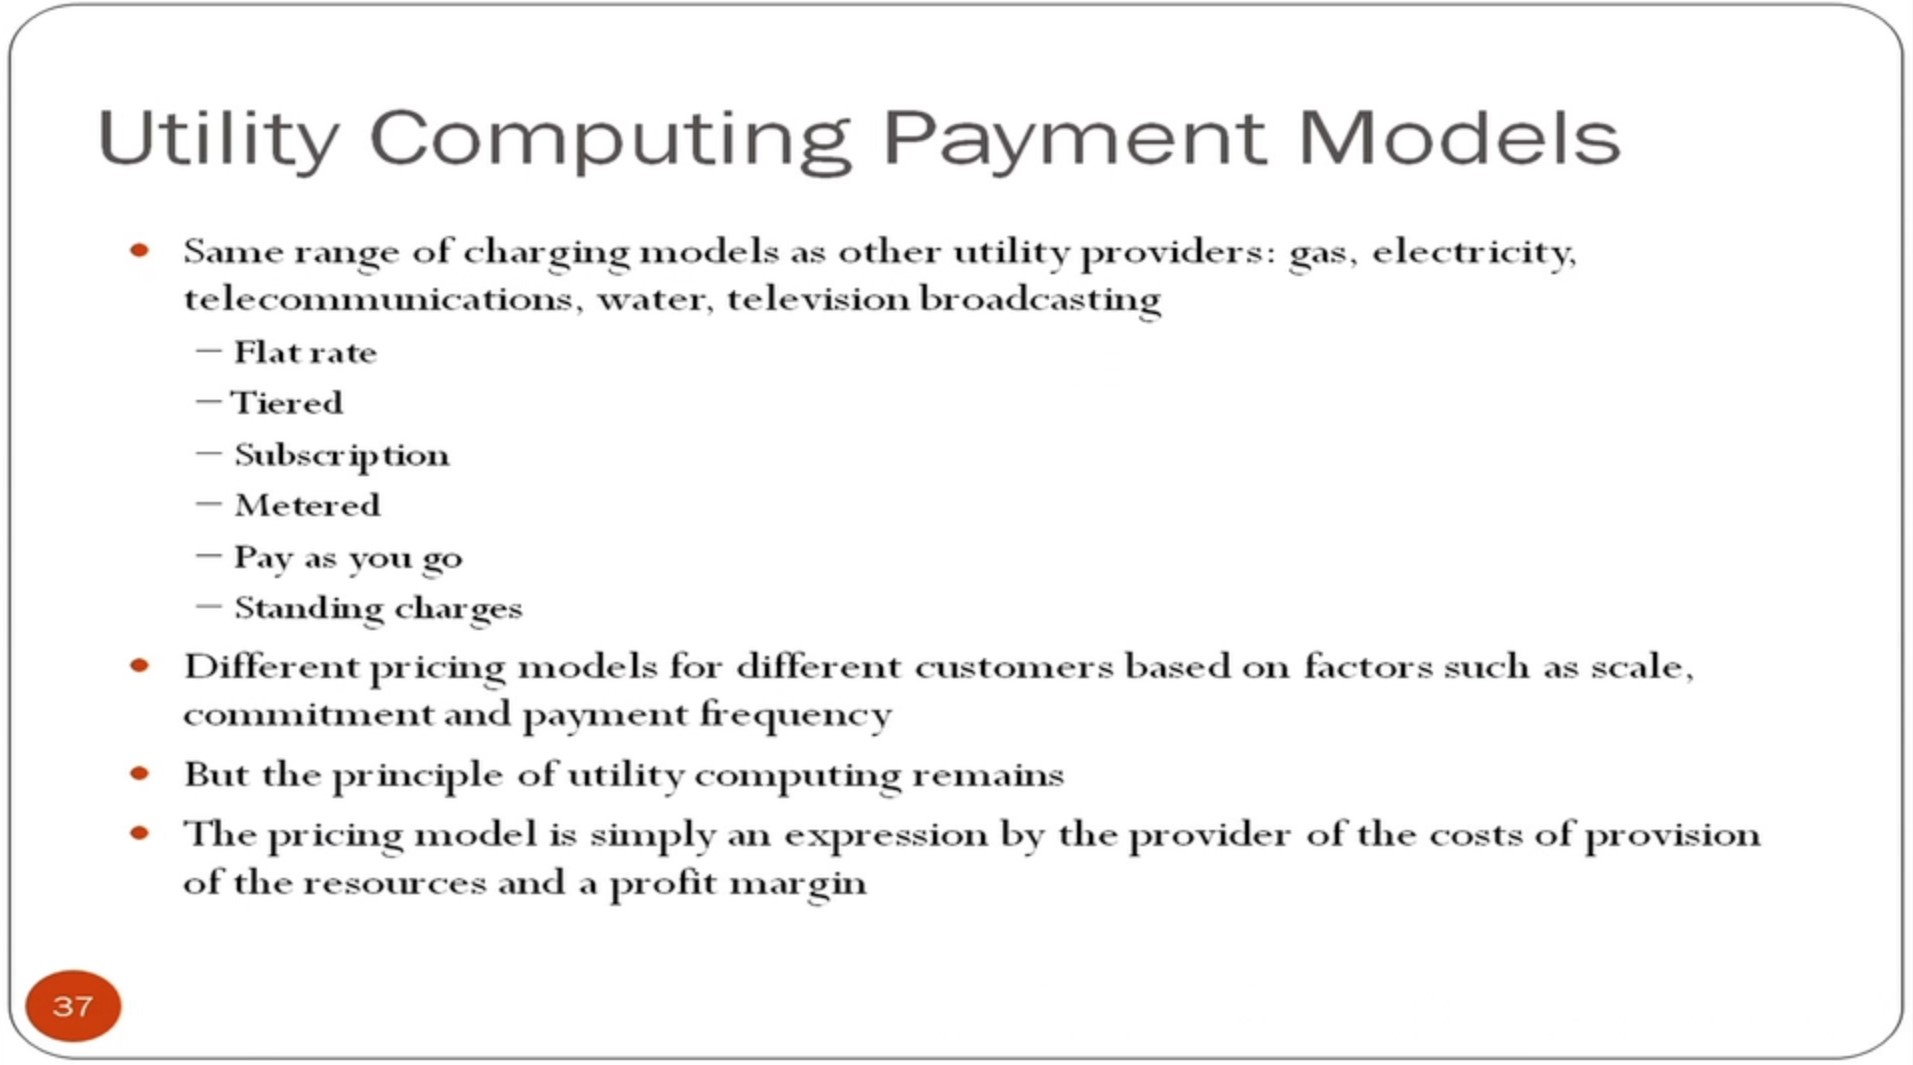 Utility Computing Payment Models
• Same range of charging models as other utility providers: gas, electricity,
telecommunications, water, television broadcasting
– Flat rate
– Tiered
– Subscription
– Metered
– Pay as you go
– Standing charges
• Different pricing models for different customers based on factors such as scale,
commitment and payment frequency
• But the principle of utility computing remains
• The pricing model is simply an expression by the provider of the costs of provision
of the resources and a profit margin
37